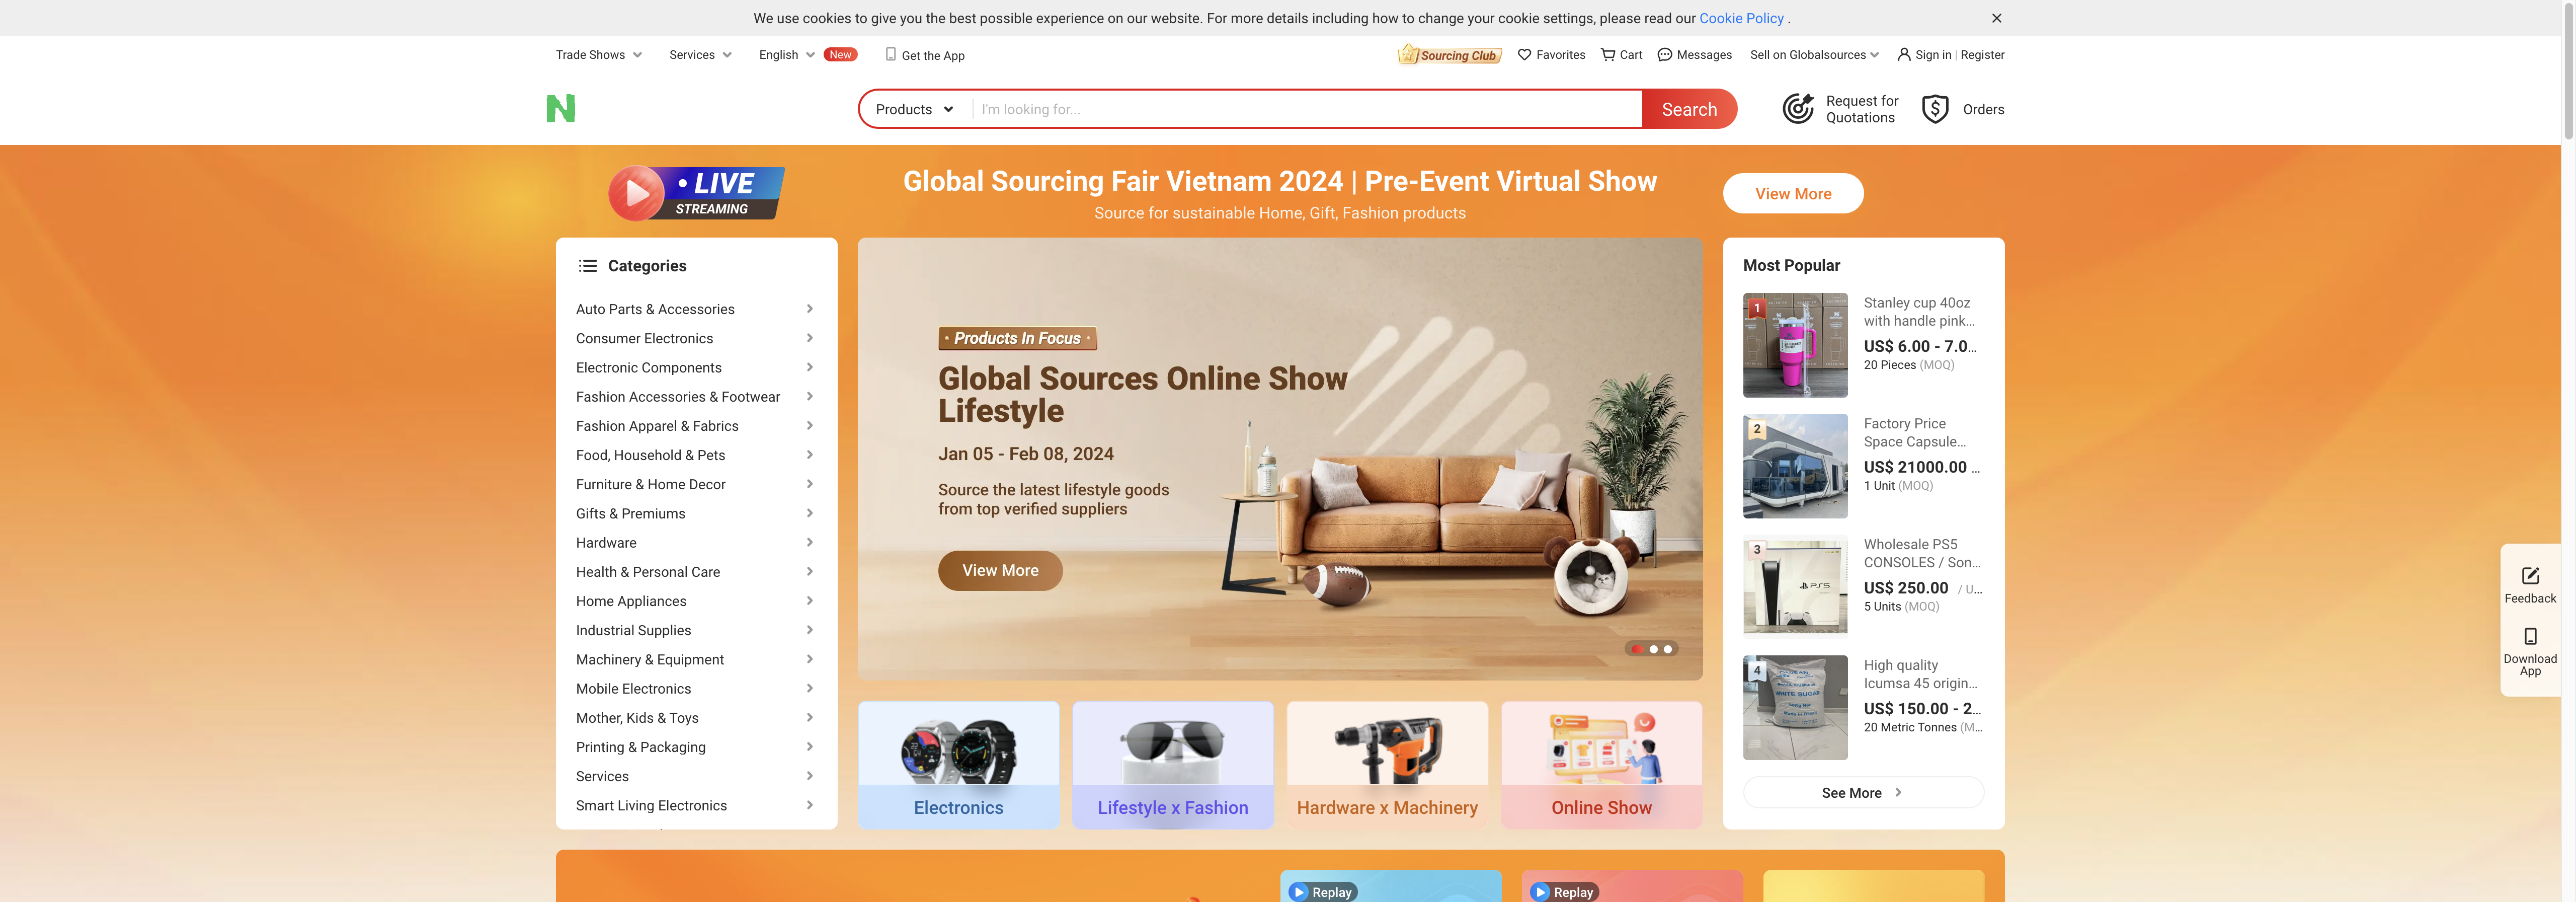 We use cookies to give you the best possible experience on our website. For more details including how to change your cookie settings, please read our Cookie Policy .
Trade Shows
Services
English
New
Get the App
Sourcing Club
Favorites
Cart
Messages
Sell on Globalsources
Sign in | Register
N
Products
I'm looking for...
Search
Request for
Quotations
Orders
LIVE
STREAMING
Global Sourcing Fair Vietnam 2024 | Pre-Event Virtual Show
Source for sustainable Home, Gift, Fashion products
View More
Categories
Auto Parts & Accessories
Consumer Electronics
Electronic Components
Fashion Accessories & Footwear
Fashion Apparel & Fabrics
Food, Household & Pets
Furniture & Home Decor
Gifts & Premiums
Hardware
Health & Personal Care
Home Appliances
Industrial Supplies
Machinery & Equipment
Mobile Electronics
Mother, Kids & Toys
Printing & Packaging
Services
Smart Living Electronics
· Products In Focus ·
Global Sources Online Show
Lifestyle
Jan 05 - Feb 08, 2024
Source the latest lifestyle goods
from top verified suppliers
View More
Electronics
Lifestyle x Fashion
Hardware x Machinery
Online Show
Most Popular
1
Stanley cup 40oz
with handle pink...
US$ 6.00 - 7.0...
20 Pieces (MOQ)
2
Factory Price
Space Capsule...
US$ 21000.00 ...
1 Unit (MOQ)
3
PS5
Wholesale PS5
CONSOLES / Son...
US$ 250.00 / U...
5 Units (MOQ)
4
WHITE SUGAR
High quality
Icumsa 45 origin...
US$ 150.00 - 2...
20 Metric Tonnes (M...
See More
Feedback
Download
App
Replay
Replay